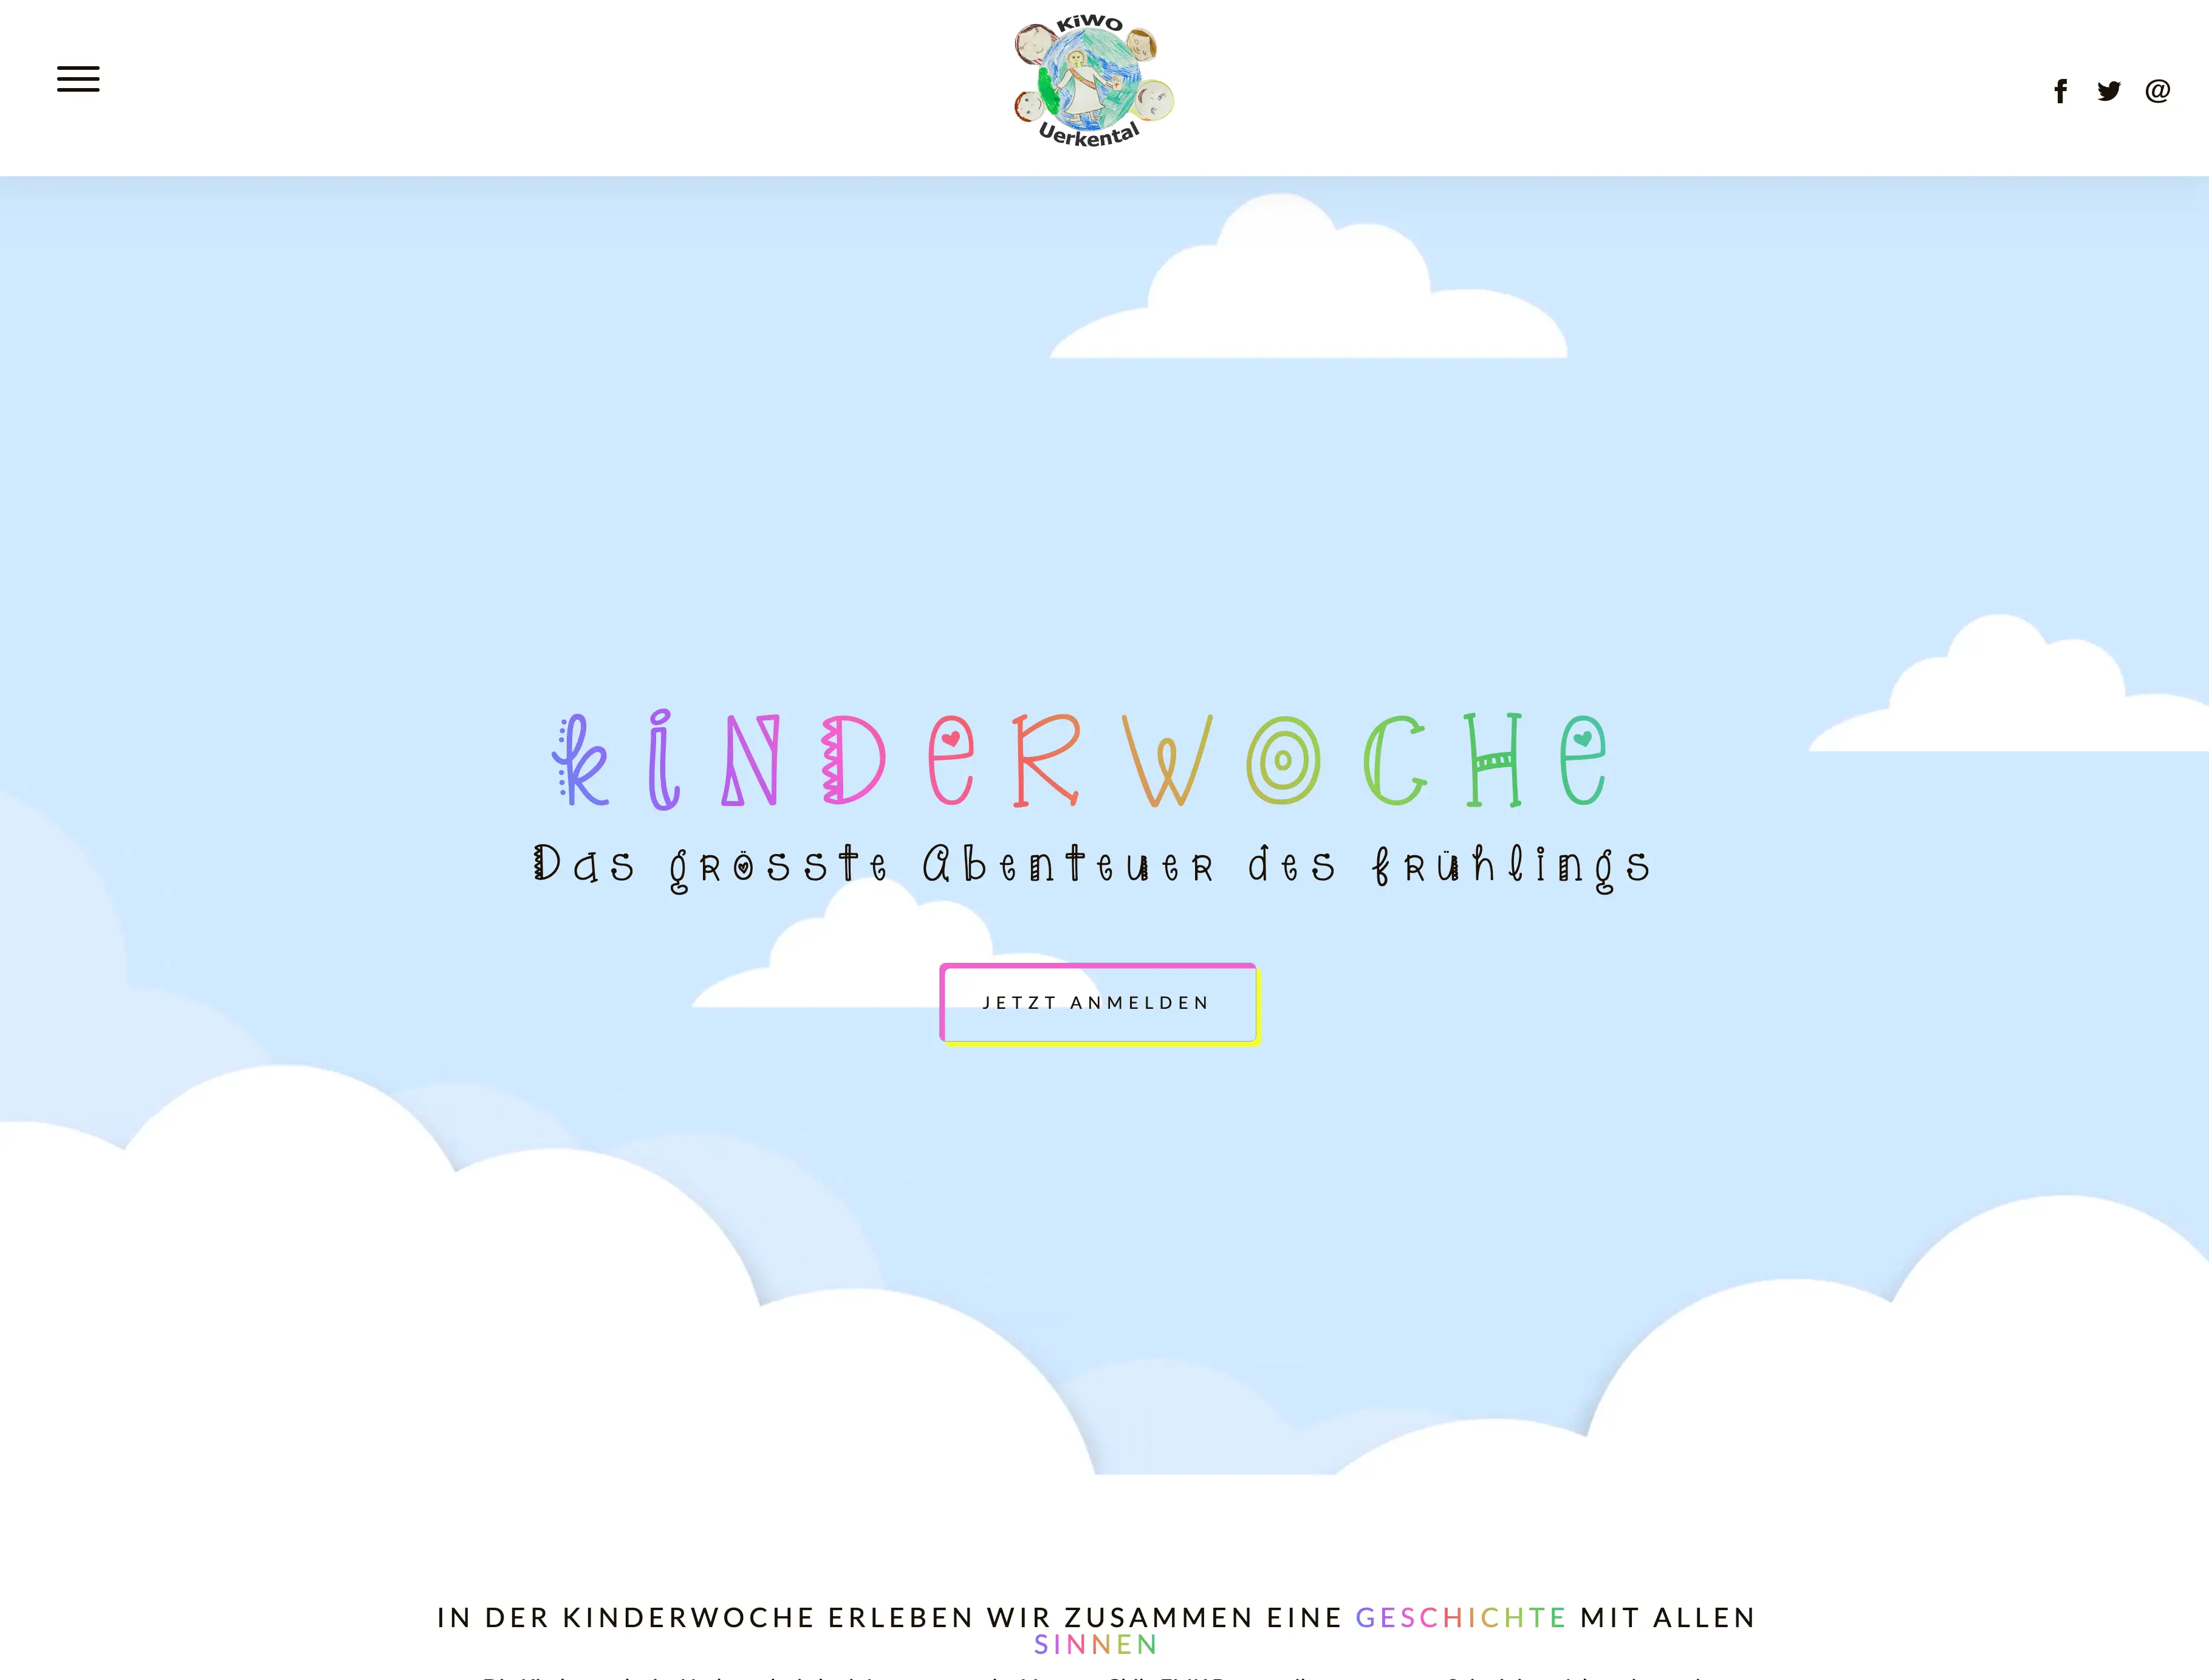 KiWO
Uerkental
KINDERWOCHE
Das grösste Abenteuer des frühlings
JETZT ANMELDEN
IN DER KINDERWOCHE ERLEBEN WIR ZUSAMMEN EINE GESCHICHTE MIT ALLEN
SINNEN